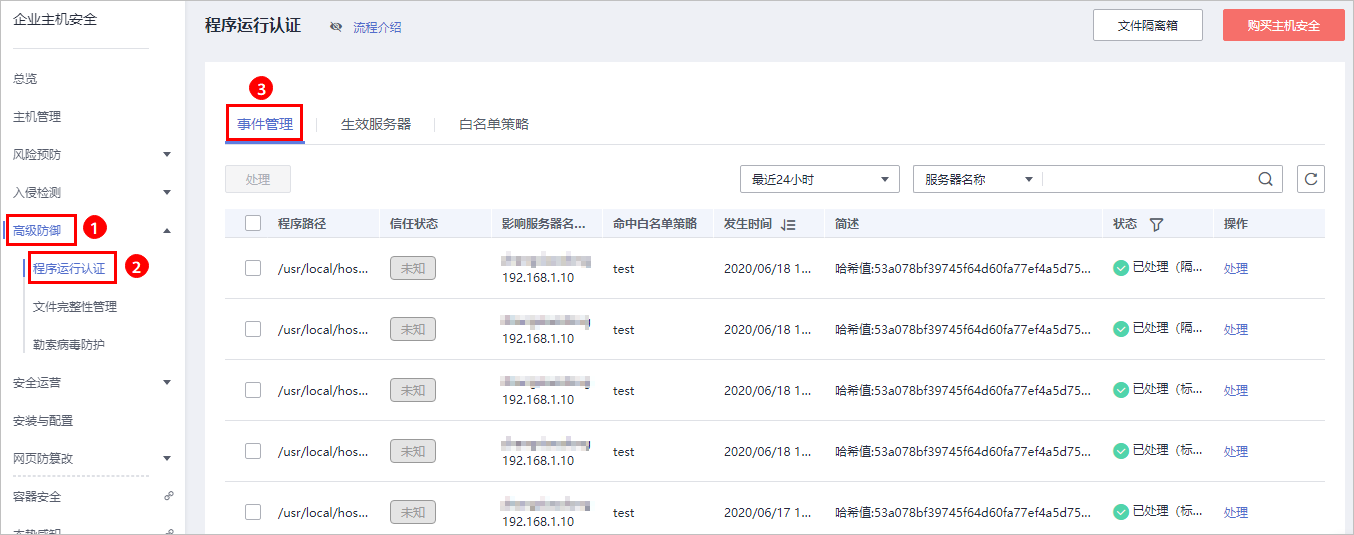 企业主机安全
总览
主机管理
风险预防
入侵检测
高级防御 1
程序运行认证 2
文件完整性管理
勒索病毒防护
安全运营
安装与配置
网页防篡改
容器安全
程序运行认证 流程介绍 文件隔离箱 购买主机安全
3
事件管理 生效服务器 白名单策略
处理 最近24小时 服务器名称
程序路径 信任状态 影响服务器名... 命中白名单策略 发生时间 简述 状态 操作
/usr/local/hos... 未知 192.168.1.10 test 2020/06/18 1... 哈希值:53a078bf39745f64d60fa77ef4a5d75... 已处理（隔... 处理
/usr/local/hos... 未知 192.168.1.10 test 2020/06/18 1... 哈希值:53a078bf39745f64d60fa77ef4a5d75... 已处理（隔... 处理
/usr/local/hos... 未知 192.168.1.10 test 2020/06/18 1... 哈希值:53a078bf39745f64d60fa77ef4a5d75... 已处理（标... 处理
/usr/local/hos... 未知 192.168.1.10 test 2020/06/18 1... 哈希值:53a078bf39745f64d60fa77ef4a5d75... 已处理（标... 处理
/usr/local/hos... 未知 192.168.1.10 test 2020/06/17 1... 哈希值:53a078bf39745f64d60fa77ef4a5d75... 已处理（标... 处理